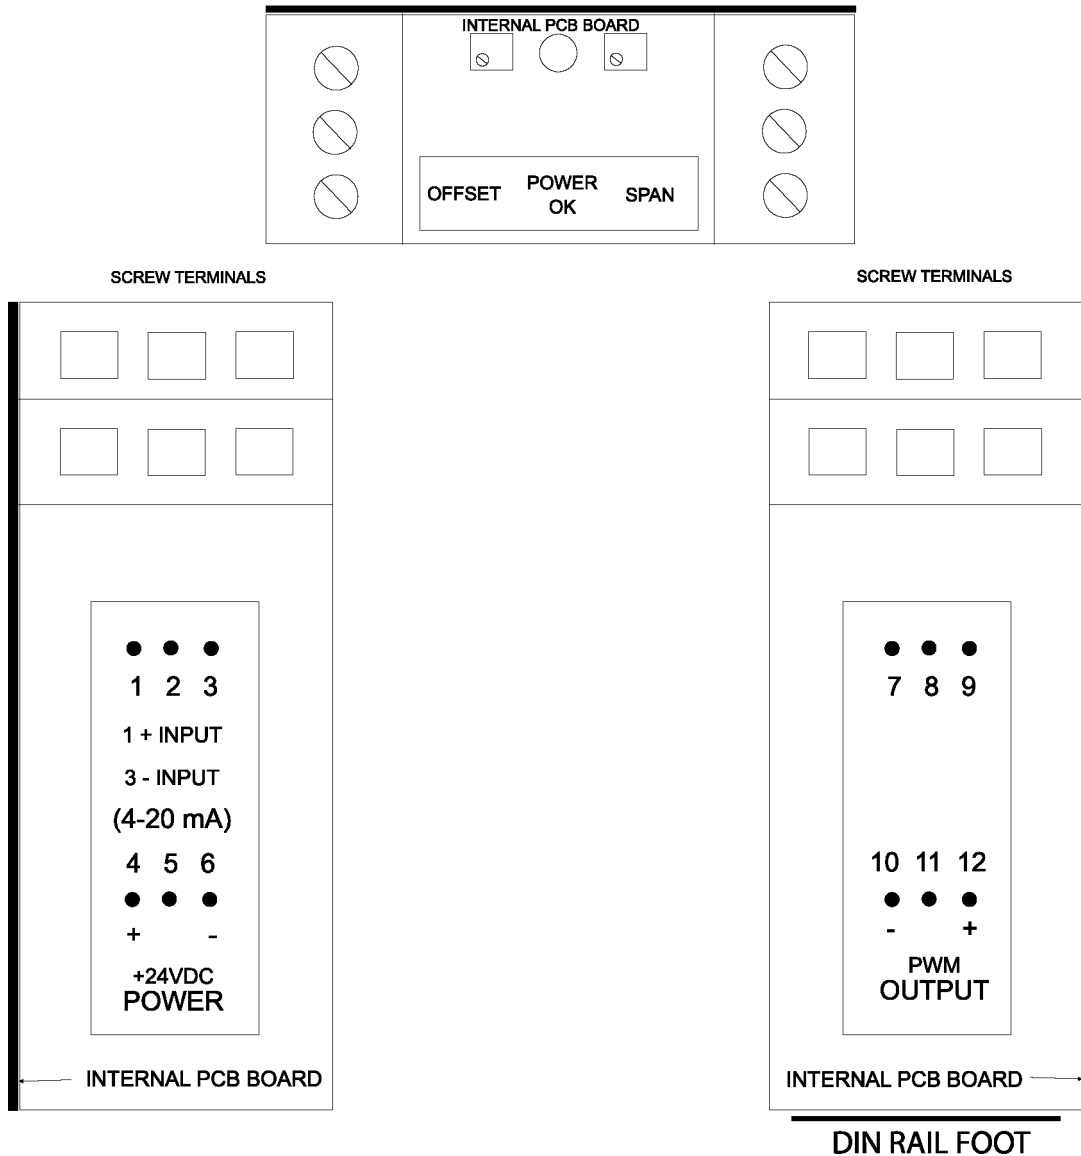 INTERNAL PCB BOARD
OFFSET POWER OK SPAN
SCREW TERMINALS
SCREW TERMINALS
1 2 3
1 + INPUT
3 - INPUT
(4-20 mA)
4 5 6
+ -
+24VDC
POWER
INTERNAL PCB BOARD
7 8 9
10 11 12
- +
PWM
OUTPUT
INTERNAL PCB BOARD
DIN RAIL FOOT